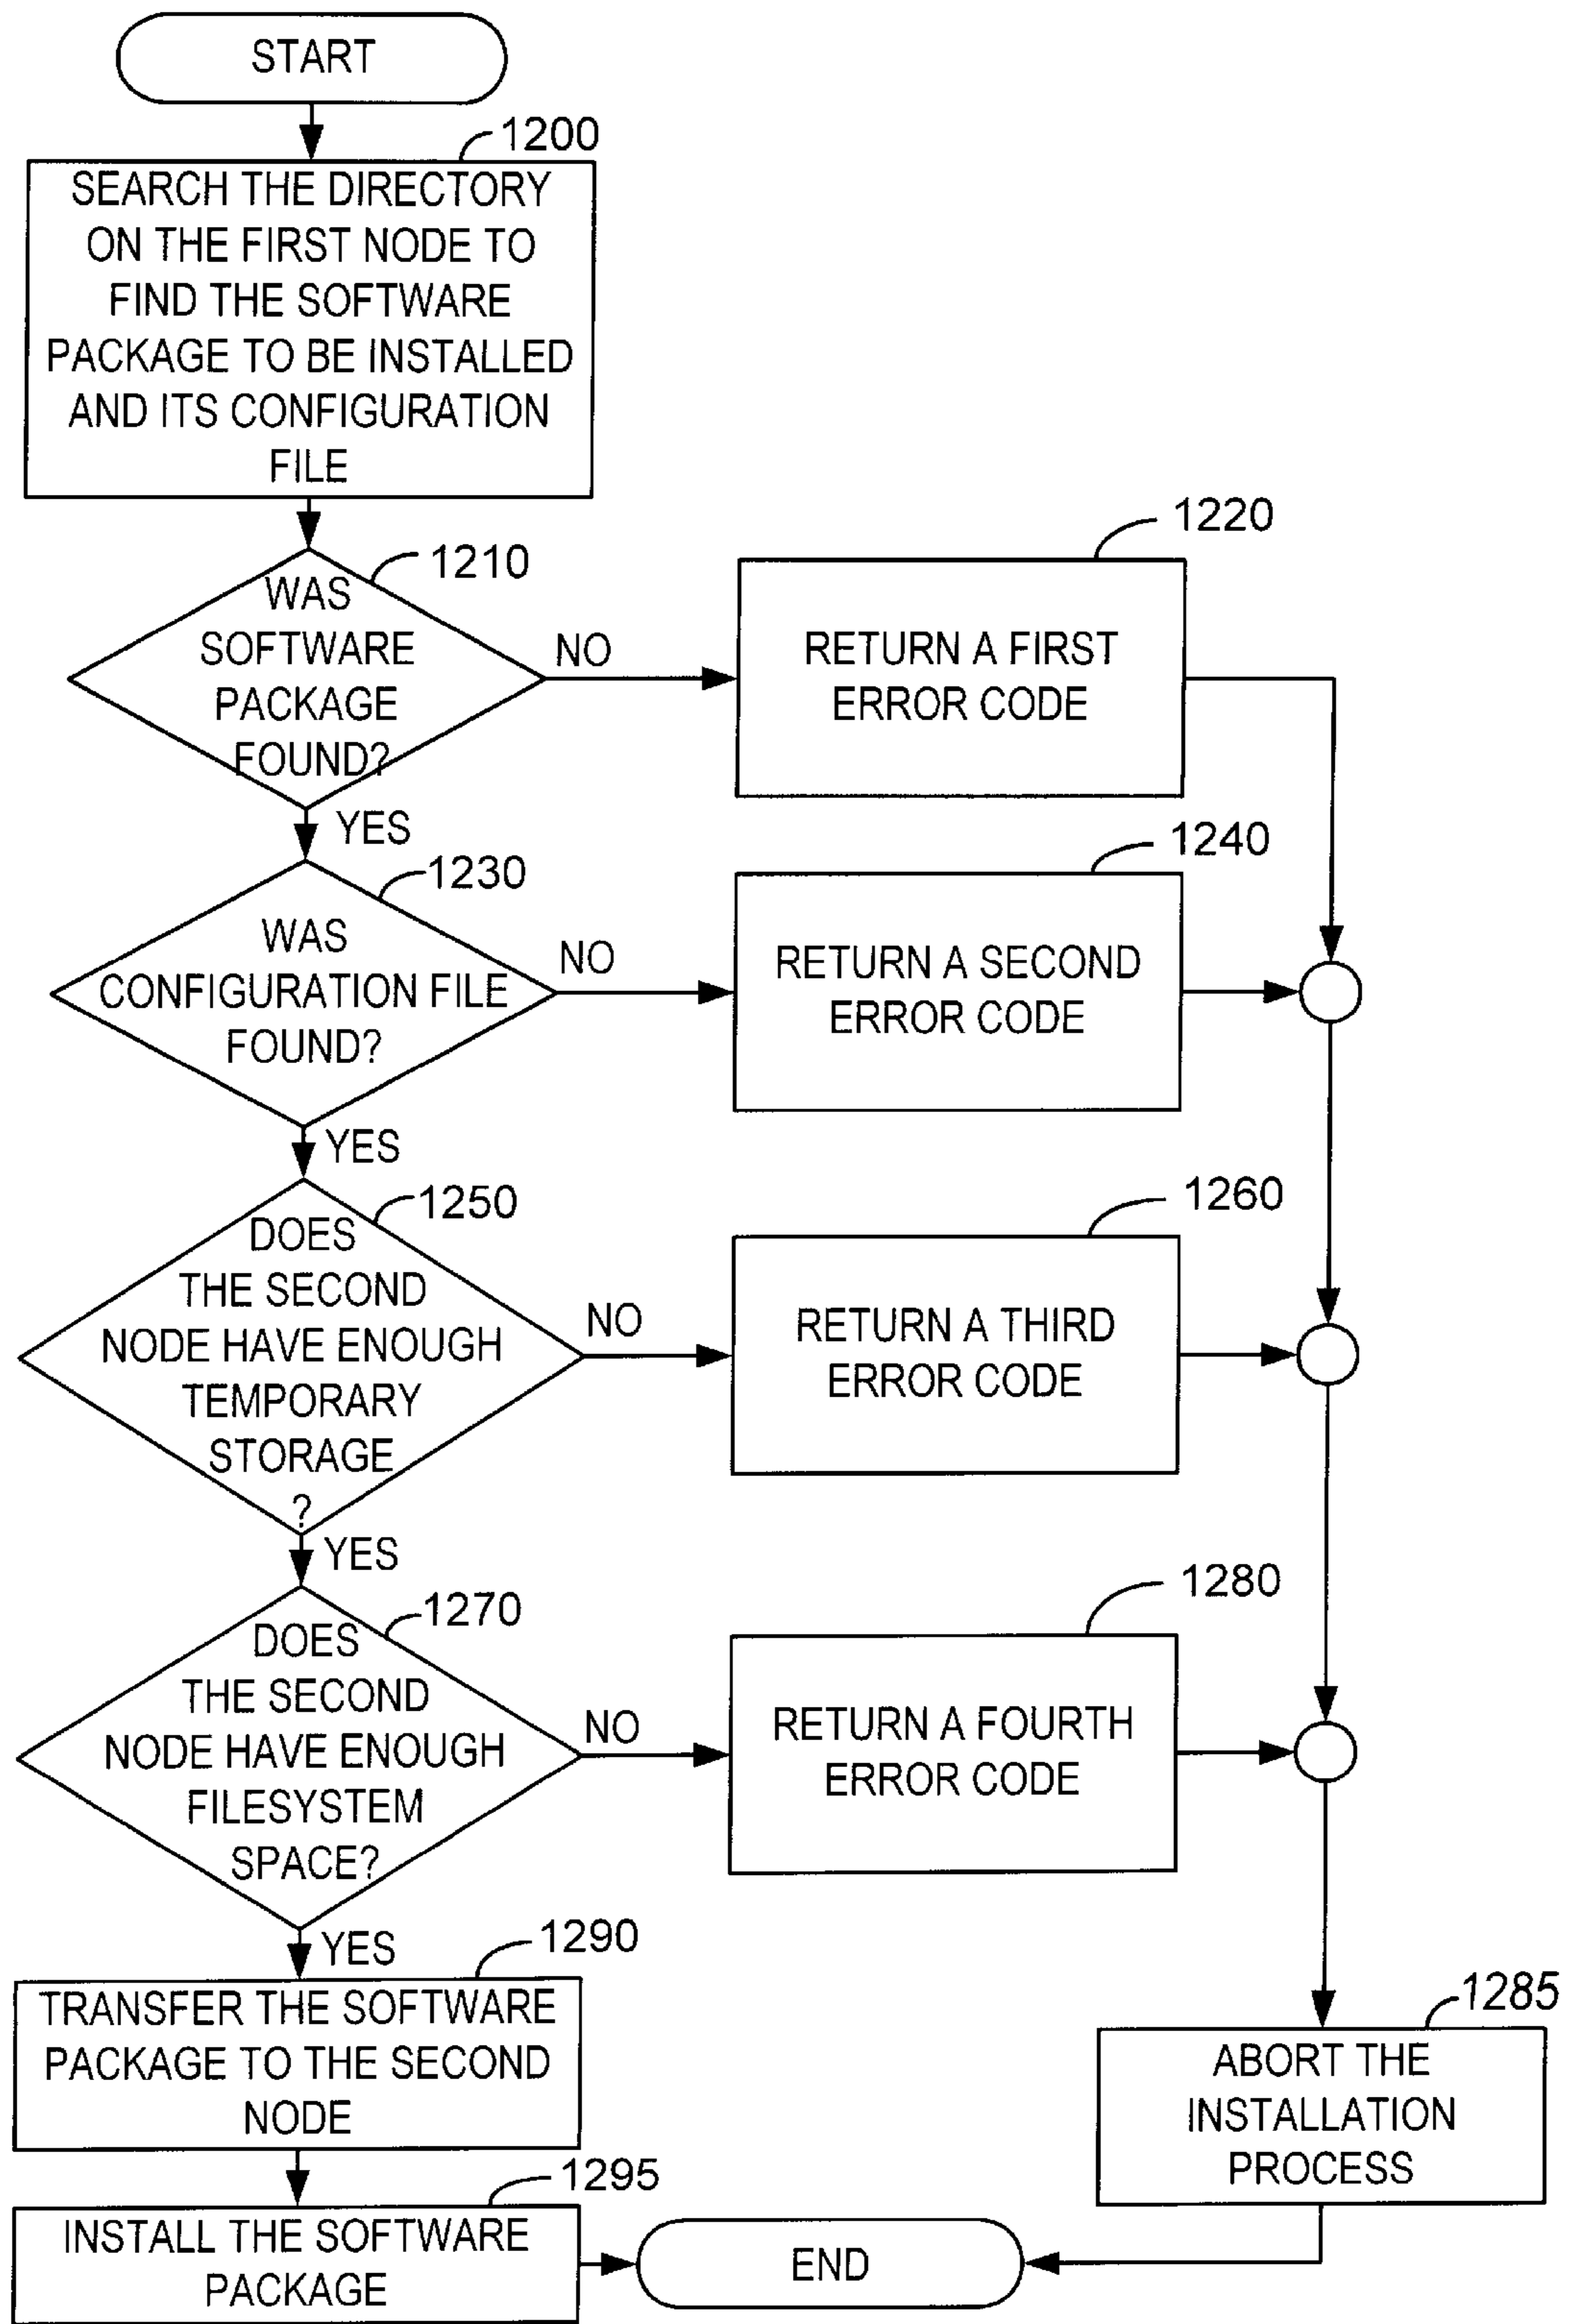 START
1200
SEARCH THE DIRECTORY
ON THE FIRST NODE TO
FIND THE SOFTWARE
PACKAGE TO BE INSTALLED
AND ITS CONFIGURATION
FILE
1210
WAS
SOFTWARE
PACKAGE
FOUND?
NO
1220
RETURN A FIRST
ERROR CODE
YES
1230
WAS
CONFIGURATION FILE
FOUND?
NO
1240
RETURN A SECOND
ERROR CODE
YES
1250
DOES
THE SECOND
NODE HAVE ENOUGH
TEMPORARY
STORAGE
?
NO
1260
RETURN A THIRD
ERROR CODE
YES
1270
DOES
THE SECOND
NODE HAVE ENOUGH
FILESYSTEM
SPACE?
NO
1280
RETURN A FOURTH
ERROR CODE
YES
1290
TRANSFER THE SOFTWARE
PACKAGE TO THE SECOND
NODE
1285
ABORT THE
INSTALLATION
PROCESS
1295
INSTALL THE SOFTWARE
PACKAGE
END